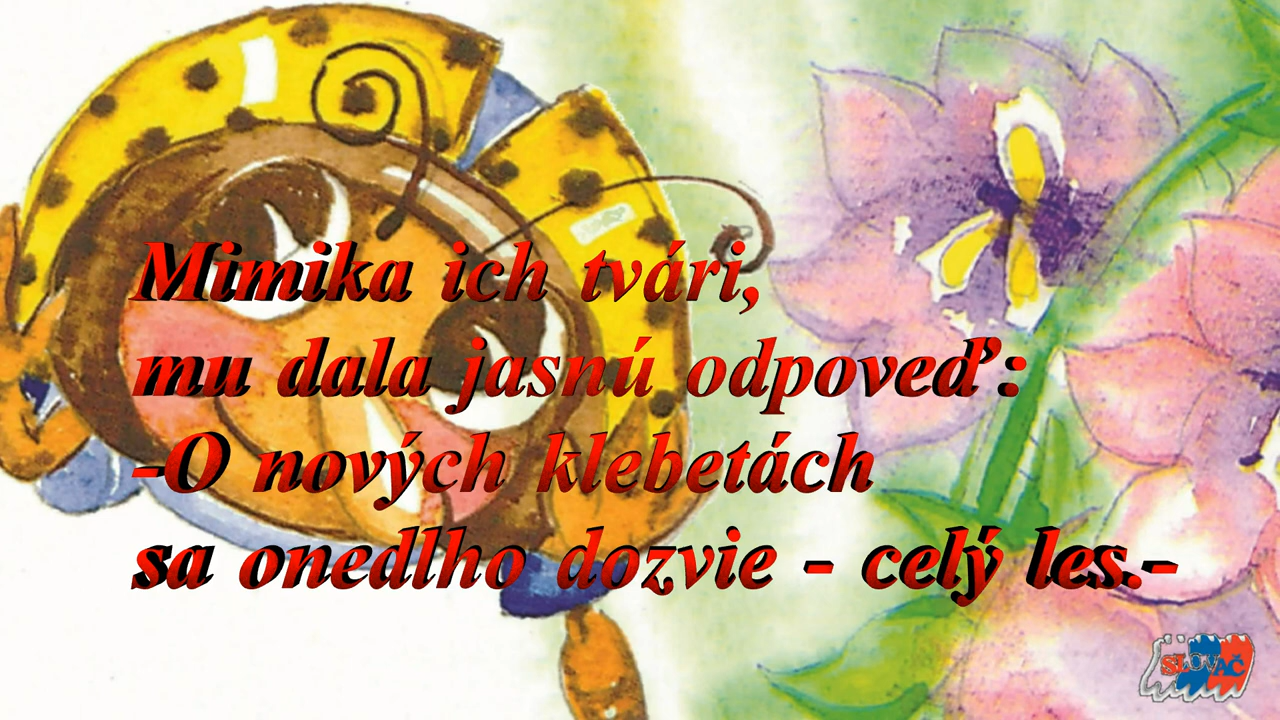 Mimika ich tvári,
mu dala jasnú odpoveď:
-O nových klebetách
sa onedlho dozvie - celý les.-
SLOVAČ